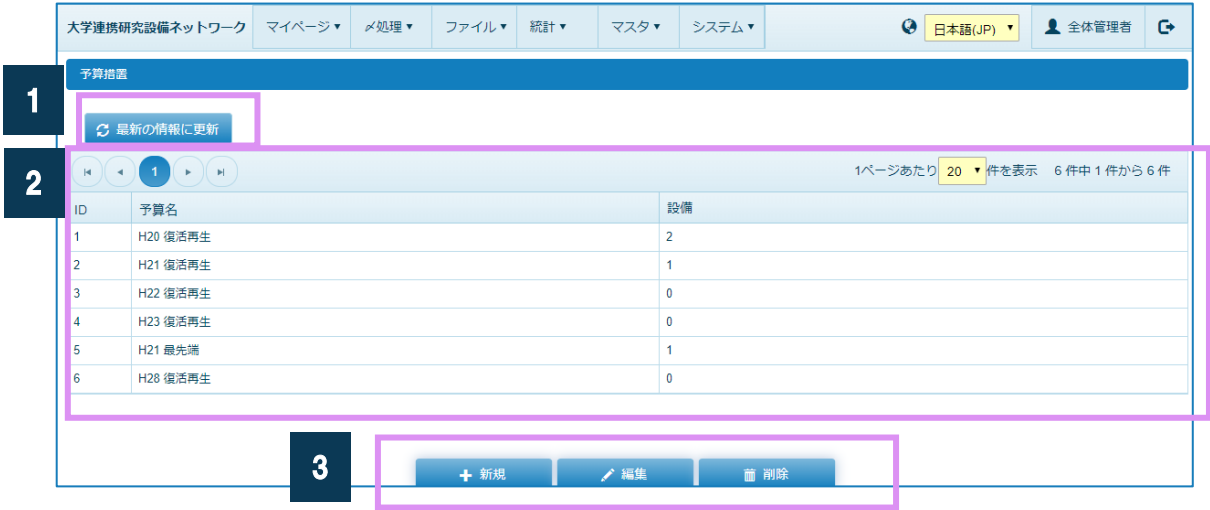 大学連携研究設備ネットワーク マイページ▼ 〆処理▼ ファイル▼ 統計▼ マスタ▼ システム▼ 日本語(JP) ▼ 全体管理者
予算措置
1
最新の情報に更新
2
1 1ページあたり 20 ▼ 件を表示 6 件中 1 件から 6 件
ID 予算名 設備
1 H20 復活再生 2
2 H21 復活再生 1
3 H22 復活再生 0
4 H23 復活再生 0
5 H21 最先端 1
6 H28 復活再生 0
3
新規 編集 削除